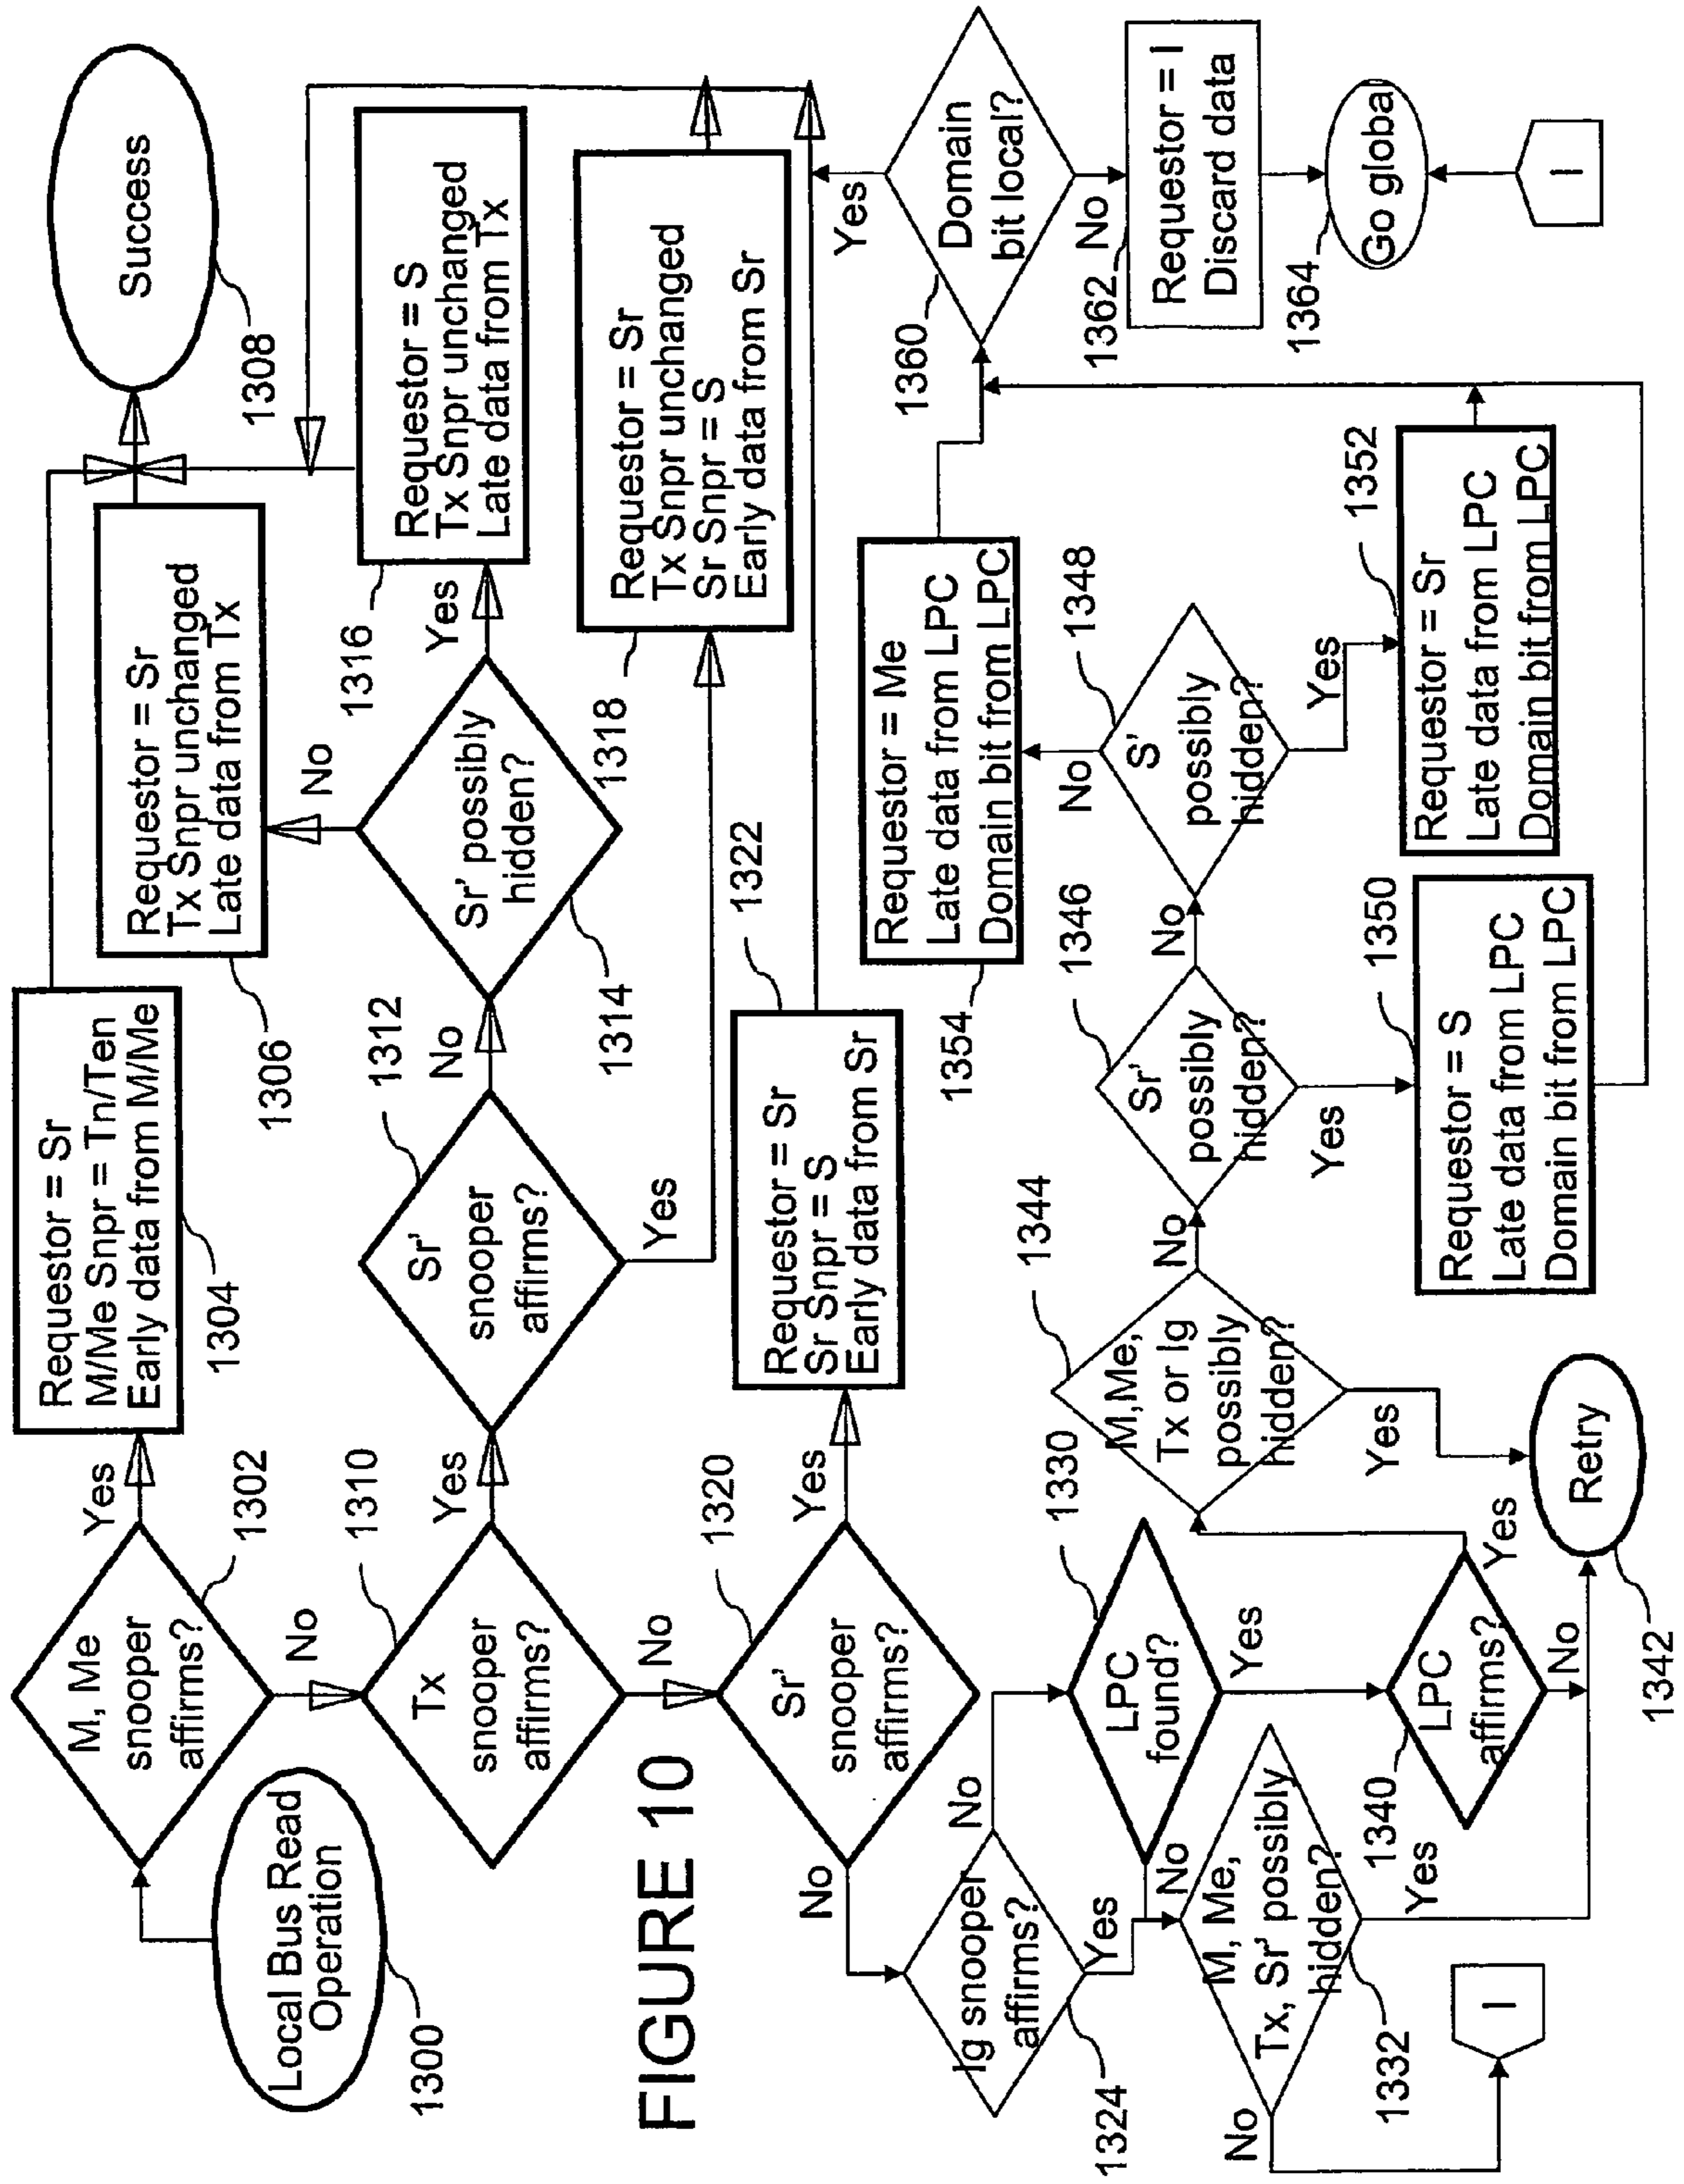 Local Bus Read
Operation
1300
M, Me
snooper
affirms?
1302
Yes
No
Requestor = Sr
M/Me Snpr = Tn/Ten
Early data from M/Me
1304
Requestor = Sr
Tx Snpr unchanged
Late data from Tx
1306
Success
1308
Tx
snooper
affirms?
1310
Yes
No
Sr'
snooper
affirms?
1312
No
Yes
Sr' possibly
hidden?
1314
No
Yes
Requestor = S
Tx Snpr unchanged
Late data from Tx
1316
Requestor = Sr
Tx Snpr unchanged
Sr Snpr = S
Early data from Sr
1318
FIGURE 10
Sr'
snooper
affirms?
1320
Yes
No
Requestor = Sr
Sr Snpr = S
Early data from Sr
1322
Ig snooper
affirms?
1324
No
Yes
LPC
found?
1330
No
Yes
M, Me,
Tx, Sr' possibly
hidden?
1332
No
Yes
I
LPC
affirms?
1340
Yes
No
Retry
1342
M,Me,
Tx or Ig
possibly
hidden?
1344
No
Yes
Sr'
possibly
hidden?
1346
No
Yes
S'
possibly
hidden?
1348
No
Yes
Requestor = S
Late data from LPC
Domain bit from LPC
1350
Requestor = Sr
Late data from LPC
Domain bit from LPC
1352
Requestor = Me
Late data from LPC
Domain bit from LPC
1354
Domain
bit local?
1360
Yes
No
Requestor = I
Discard data
1362
Go global
1364
I